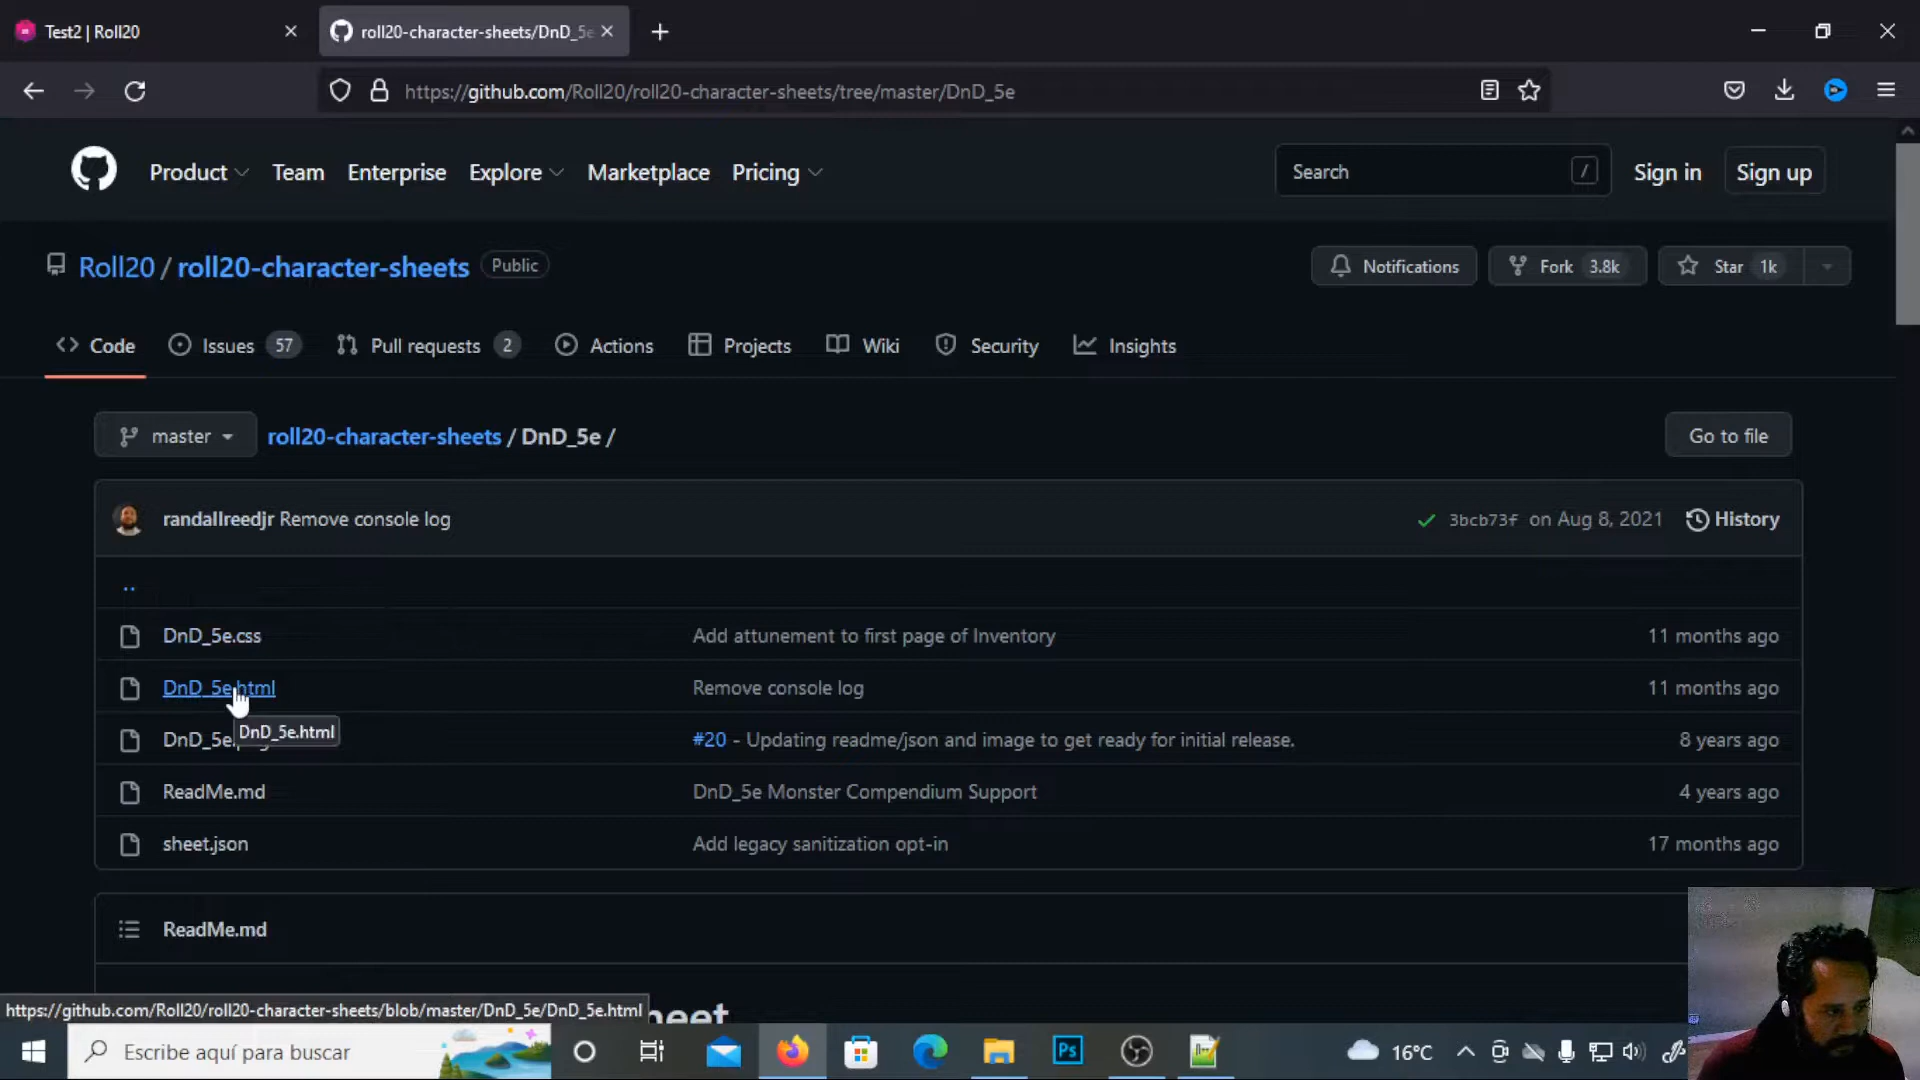 Test2 | Roll20
roll20-character-sheets/DnD_5e
https://github.com/Roll20/roll20-character-sheets/tree/master/DnD_5e
Product Team Enterprise Explore Marketplace Pricing Search / Sign in Sign up
Roll20 / roll20-character-sheets Public Notifications Fork 3.8k Star 1k
Code Issues 57 Pull requests 2 Actions Projects Wiki Security Insights
master roll20-character-sheets / DnD_5e / Go to file
randallreedjr Remove console log 3bcb73f on Aug 8, 2021 History
..
DnD_5e.css Add attunement to first page of Inventory 11 months ago
DnD_5e.html Remove console log 11 months ago
DnD_5e.html
DnD_5e. #20 - Updating readme/json and image to get ready for initial release. 8 years ago
ReadMe.md DnD_5e Monster Compendium Support 4 years ago
sheet.json Add legacy sanitization opt-in 17 months ago
ReadMe.md
https://github.com/Roll20/roll20-character-sheets/blob/master/DnD_5e/DnD_5e.html
Escribe aquí para buscar Ps 16°C